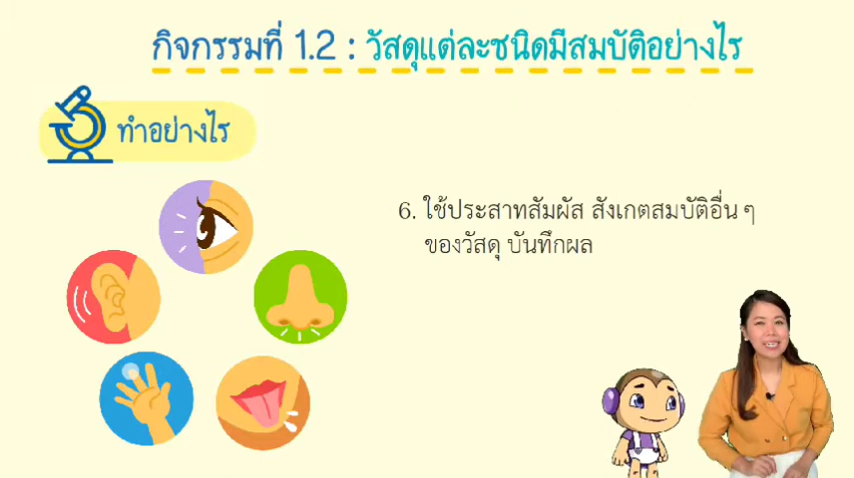 กิจกรรมที่ 1.2 : วัสดุแต่ละชนิดมีสมบัติอย่างไร
ทำอย่างไร
6. ใช้ประสาทสัมผัส สังเกตสมบัติอื่น ๆ
ของวัสดุ บันทึกผล